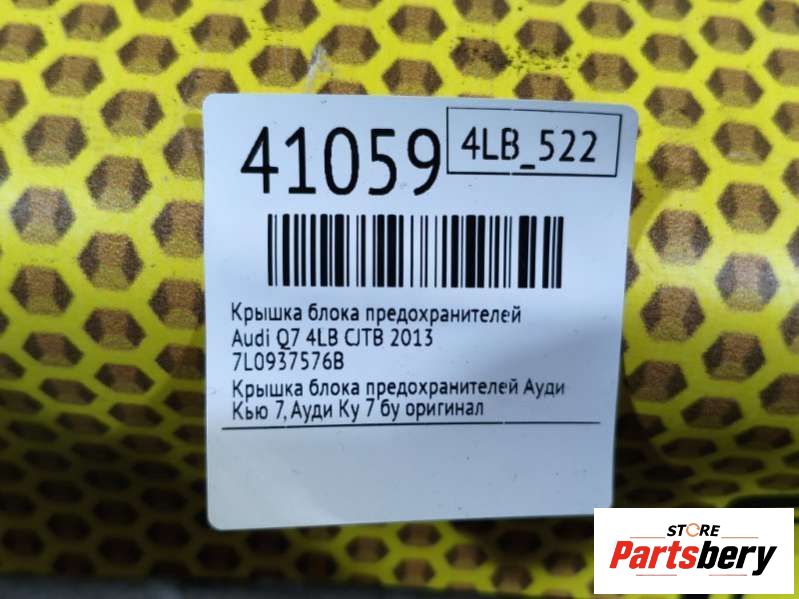 41059
4LB_522
Крышка блока предохранителей
Audi Q7 4LB CJTB 2013
7L0937576B
Крышка блока предохранителей Ауди
Кью 7, Ауди Ку 7 бу оригинал
STORE
Partsbery